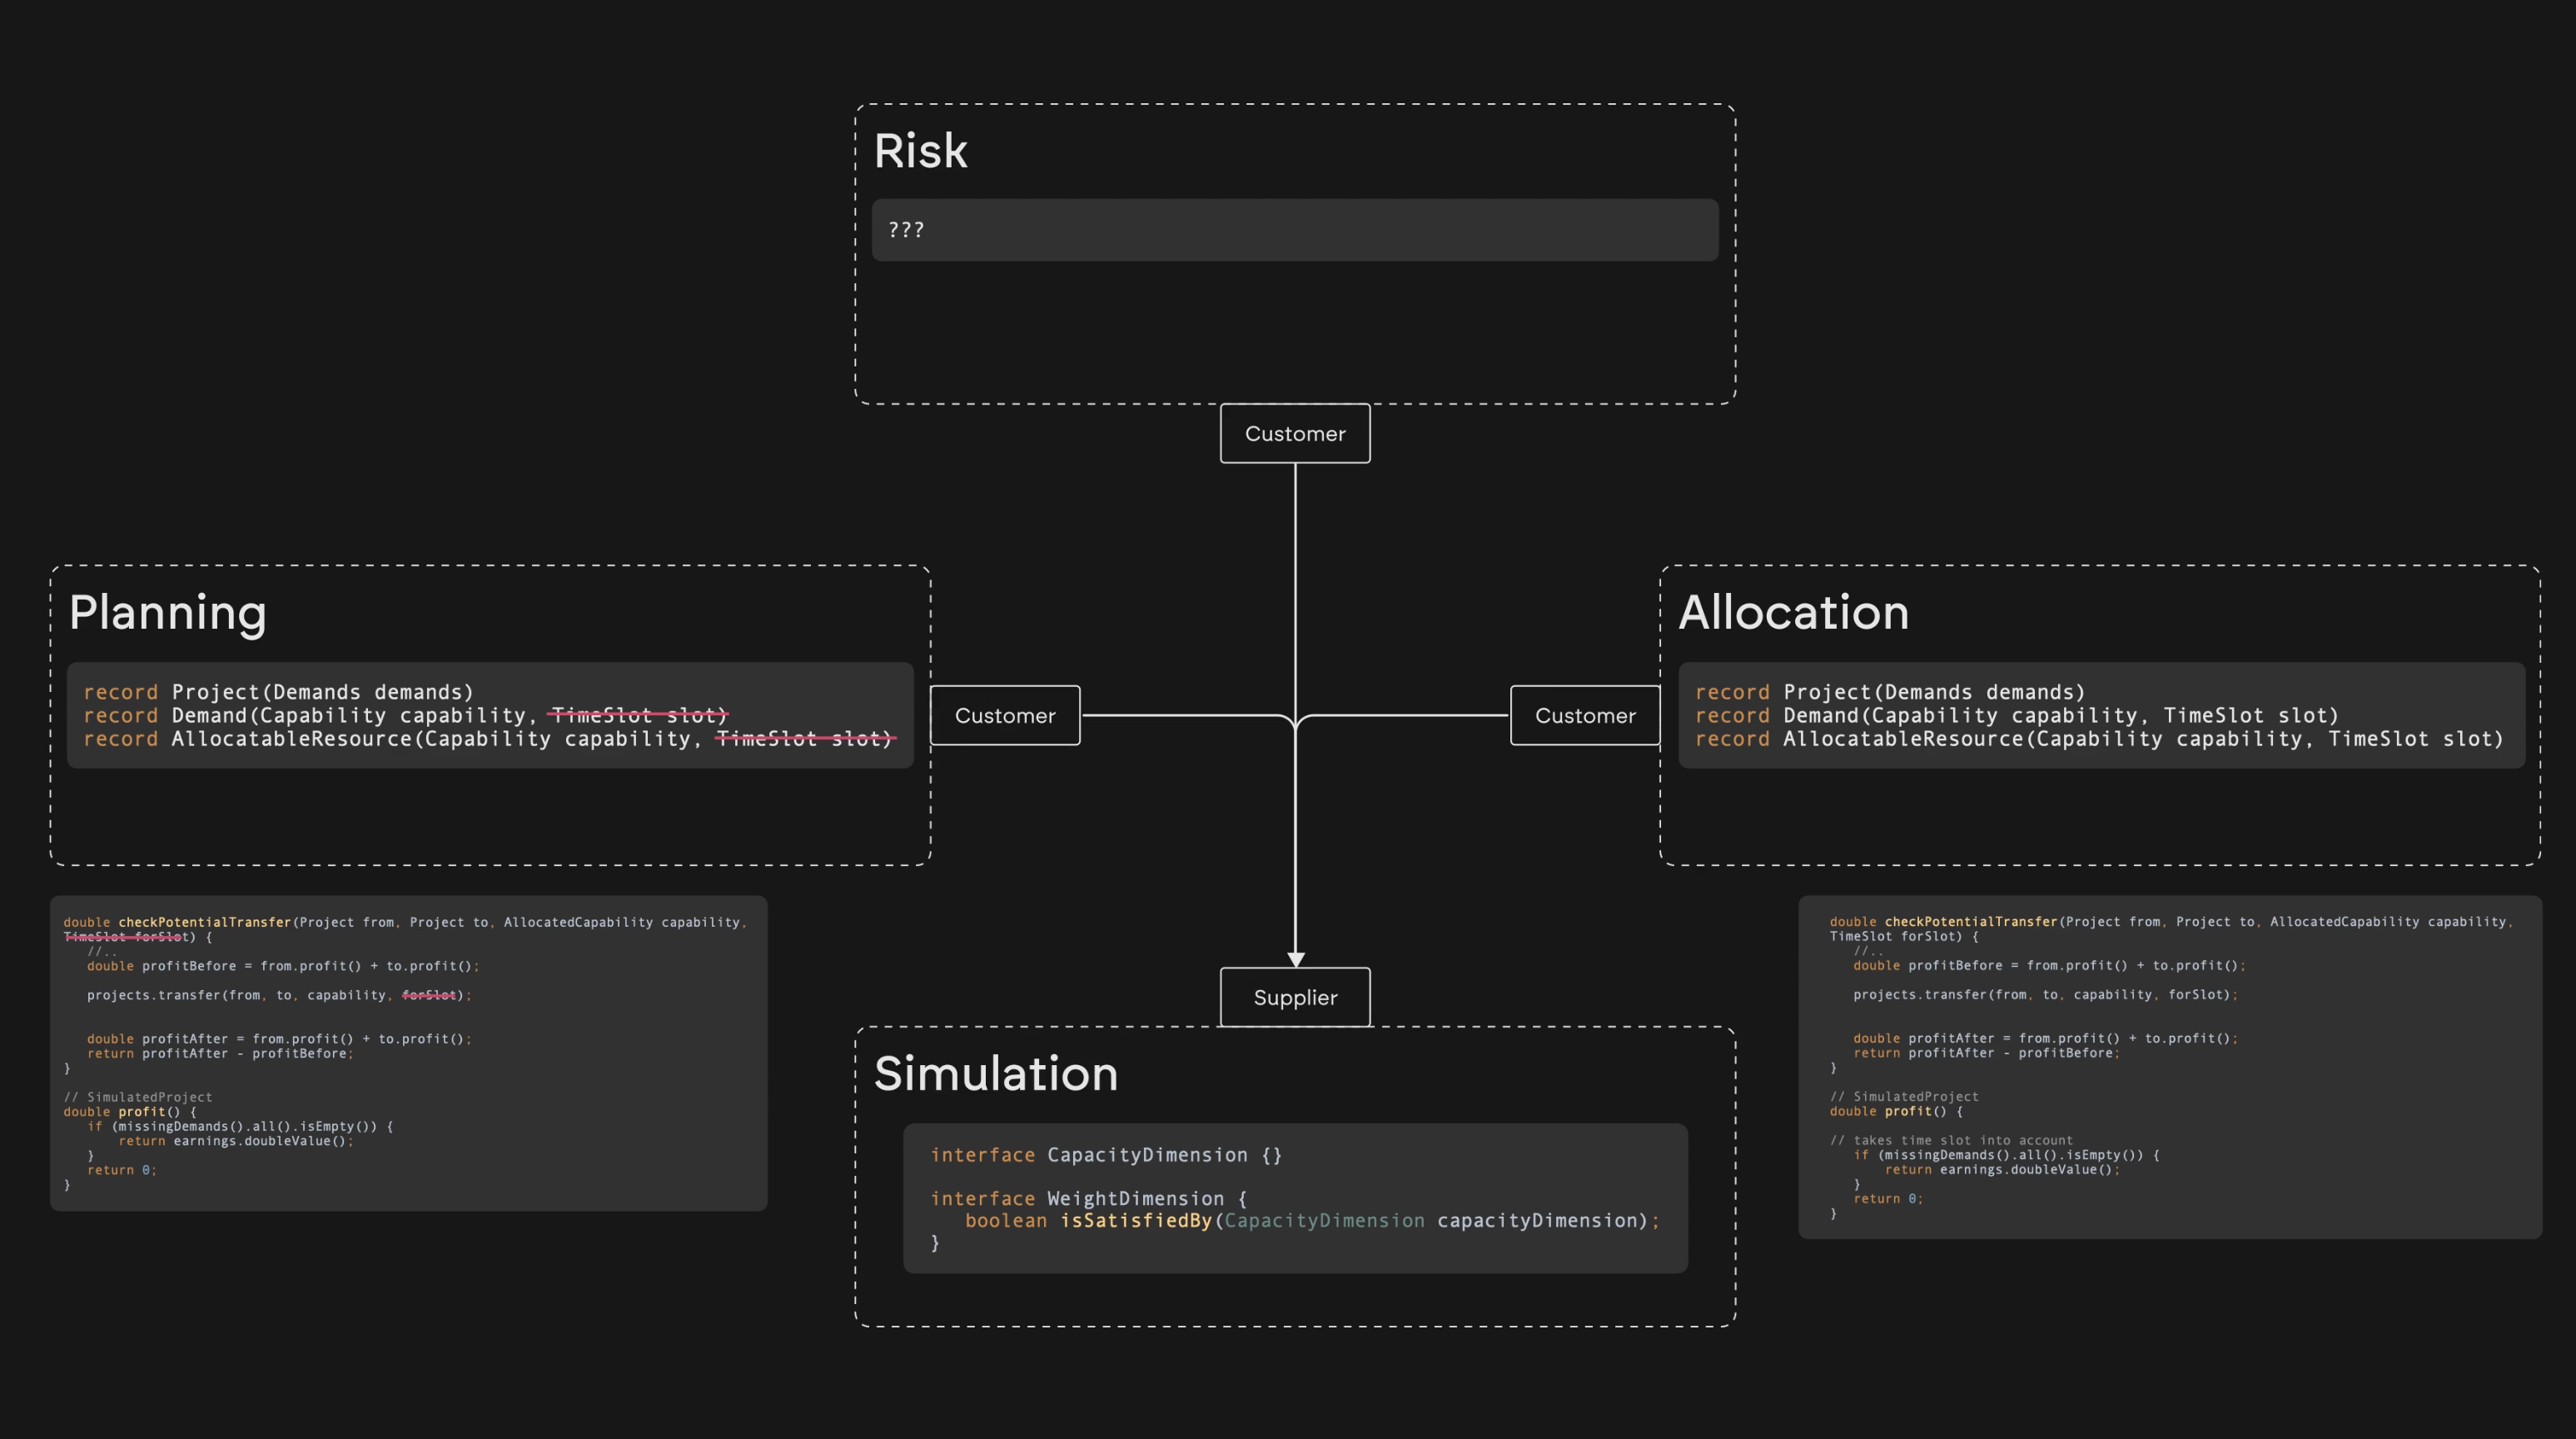 Risk
???
Customer
Planning
record Project(Demands demands)
record Demand(Capability capability, TimeSlot slot)
record AllocatableResource(Capability capability, TimeSlot slot)
Customer
Customer
Allocation
record Project(Demands demands)
record Demand(Capability capability, TimeSlot slot)
record AllocatableResource(Capability capability, TimeSlot slot)
double checkPotentialTransfer(Project from, Project to, AllocatedCapability capability,
TimeSlot forSlot) {
//..
double profitBefore = from.profit() + to.profit();
projects.transfer(from, to, capability, forSlot);
double profitAfter = from.profit() + to.profit();
return profitAfter - profitBefore;
}
// SimulatedProject
double profit() {
if (missingDemands().all().isEmpty()) {
return earnings.doubleValue();
}
return 0;
}
Supplier
Simulation
interface CapacityDimension {}
interface WeightDimension {
boolean isSatisfiedBy(CapacityDimension capacityDimension);
}
double checkPotentialTransfer(Project from, Project to, AllocatedCapability capability,
TimeSlot forSlot) {
//..
double profitBefore = from.profit() + to.profit();
projects.transfer(from, to, capability, forSlot);
double profitAfter = from.profit() + to.profit();
return profitAfter - profitBefore;
}
// SimulatedProject
double profit() {
// takes time slot into account
if (missingDemands().all().isEmpty()) {
return earnings.doubleValue();
}
return 0;
}